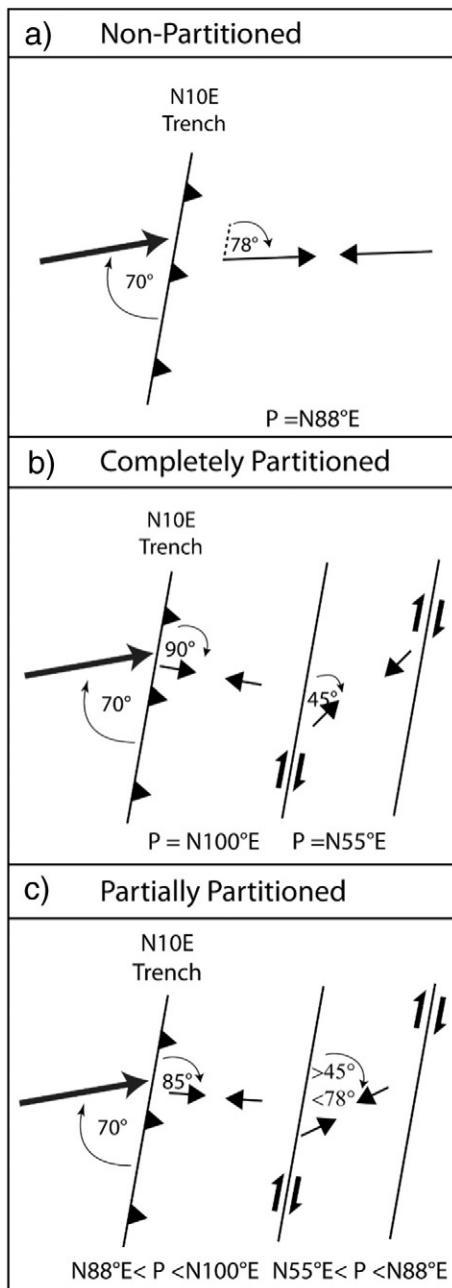 a) Non-Partitioned
N10E
Trench
78°
70°
P =N88°E
b) Completely Partitioned
N10E
Trench
90°
70°
45°
P = N100°E P =N55°E
c) Partially Partitioned
N10E
Trench
85°
>45°
<78°
70°
N88°E< P <N100°E N55°E< P <N88°E